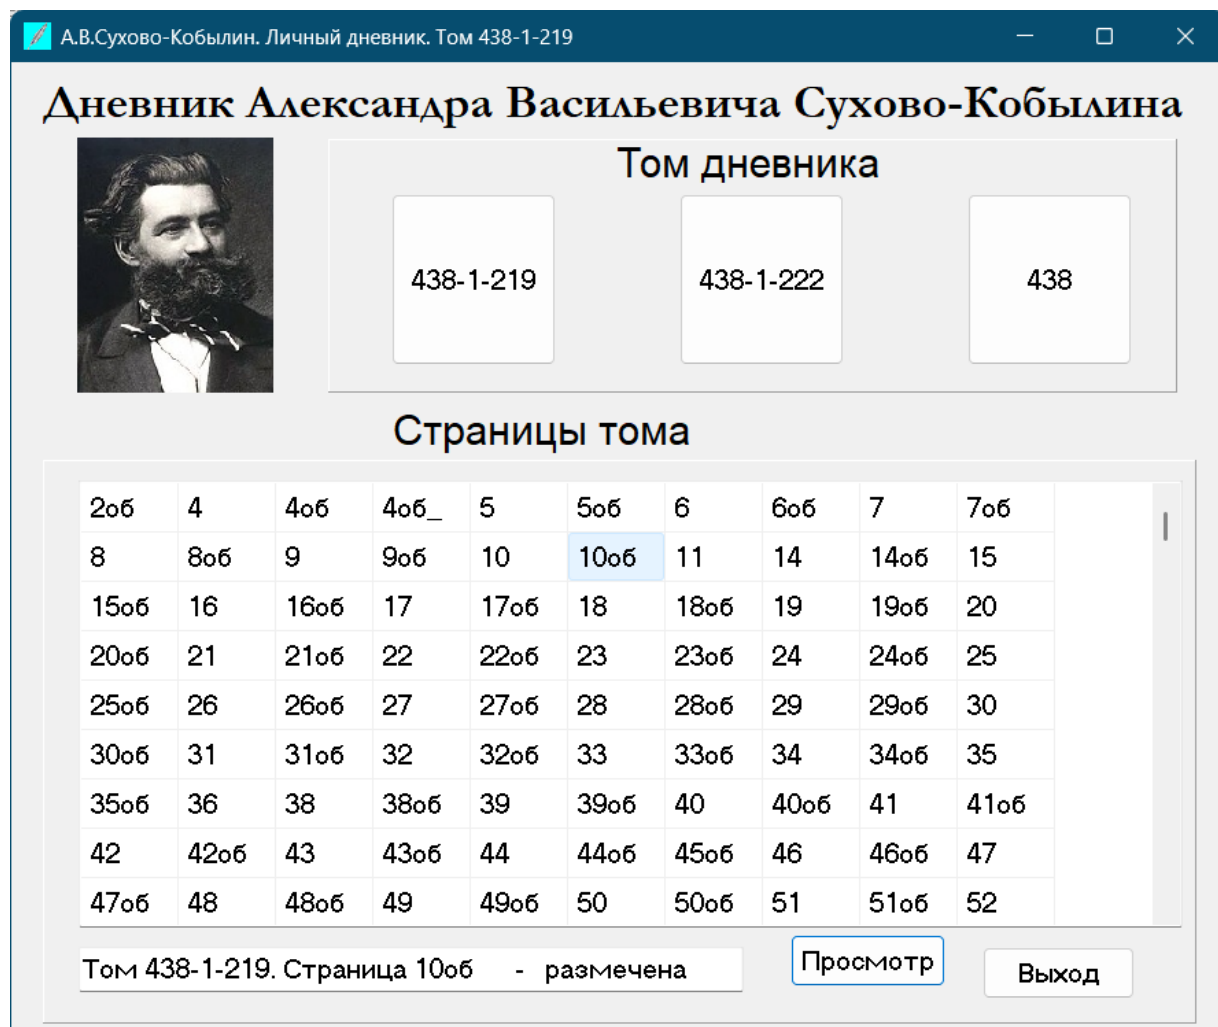 А.В.Сухово-Кобылин. Личный дневник. Том 438-1-219
Дневник Александра Васильевича Сухово-Кобылина
Том дневника
438-1-219 438-1-222 438
Страницы тома
2об 4 4об 4об_ 5 5об 6 6об 7 7об
8 8об 9 9об 10 10об 11 14 14об 15
15об 16 16об 17 17об 18 18об 19 19об 20
20об 21 21об 22 22об 23 23об 24 24об 25
25об 26 26об 27 27об 28 28об 29 29об 30
30об 31 31об 32 32об 33 33об 34 34об 35
35об 36 38 38об 39 39об 40 40об 41 41об
42 42об 43 43об 44 44об 45об 46 46об 47
47об 48 48об 49 49об 50 50об 51 51об 52
Том 438-1-219. Страница 10об - размечена Просмотр Выход